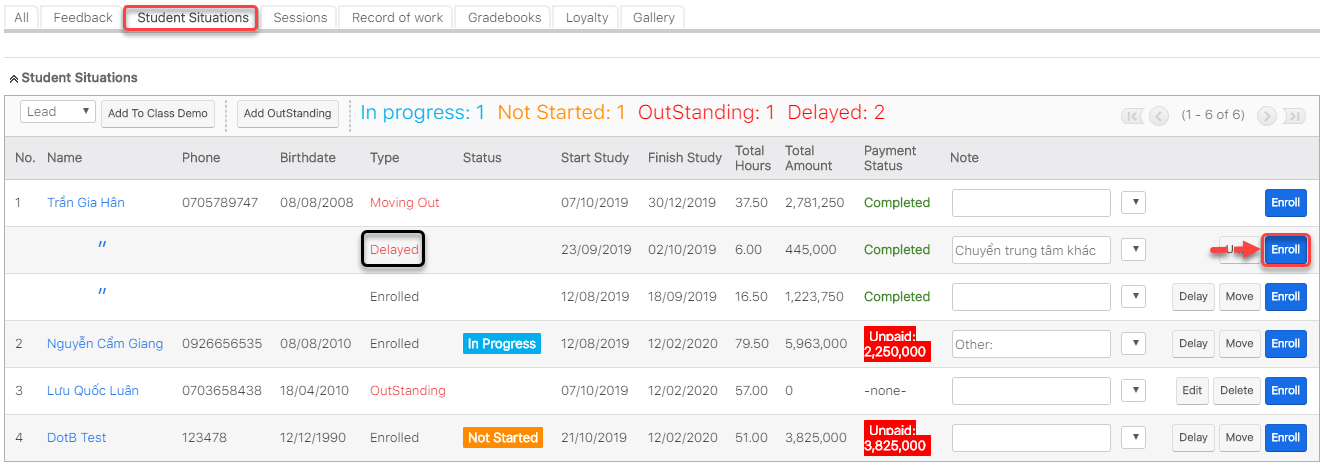 All Feedback Student Situations Sessions Record of work Gradebooks Loyalty Gallery
Student Situations
Lead Add To Class Demo Add OutStanding In progress: 1 Not Started: 1 OutStanding: 1 Delayed: 2 (1 - 6 of 6)
No. Name Phone Birthdate Type Status Start Study Finish Study Total Hours Total Amount Payment Status Note
1 Trần Gia Hân 0705789747 08/08/2008 Moving Out 07/10/2019 30/12/2019 37.50 2,781,250 Completed Enroll
" Delayed 23/09/2019 02/10/2019 6.00 445,000 Completed Chuyển trung tâm khác Enroll
" Enrolled 12/08/2019 18/09/2019 16.50 1,223,750 Completed Delay Move Enroll
2 Nguyễn Cẩm Giang 0926656535 08/08/2010 Enrolled In Progress 12/08/2019 12/02/2020 79.50 5,963,000 Unpaid: 2,250,000 Other: Delay Move Enroll
3 Lưu Quốc Luân 0703658438 18/04/2010 OutStanding 07/10/2019 12/02/2020 57.00 0 -none- Edit Delete Enroll
4 DotB Test 123478 12/12/1990 Enrolled Not Started 21/10/2019 12/02/2020 51.00 3,825,000 Unpaid: 3,825,000 Delay Move Enroll